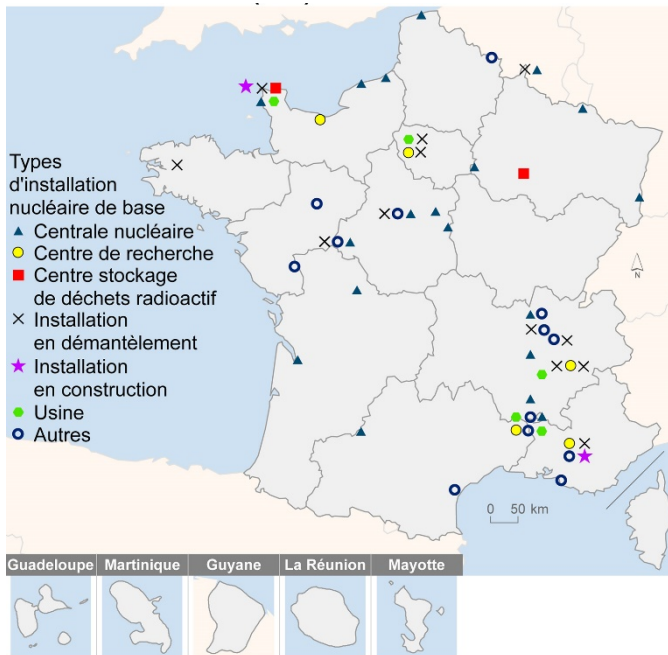 Types
d'installation
nucléaire de base
Centrale nucléaire
Centre de recherche
Centre stockage
de déchets radioactif
Installation
en démantèlement
Installation
en construction
Usine
Autres
N
0 50 km
Guadeloupe Martinique Guyane La Réunion Mayotte